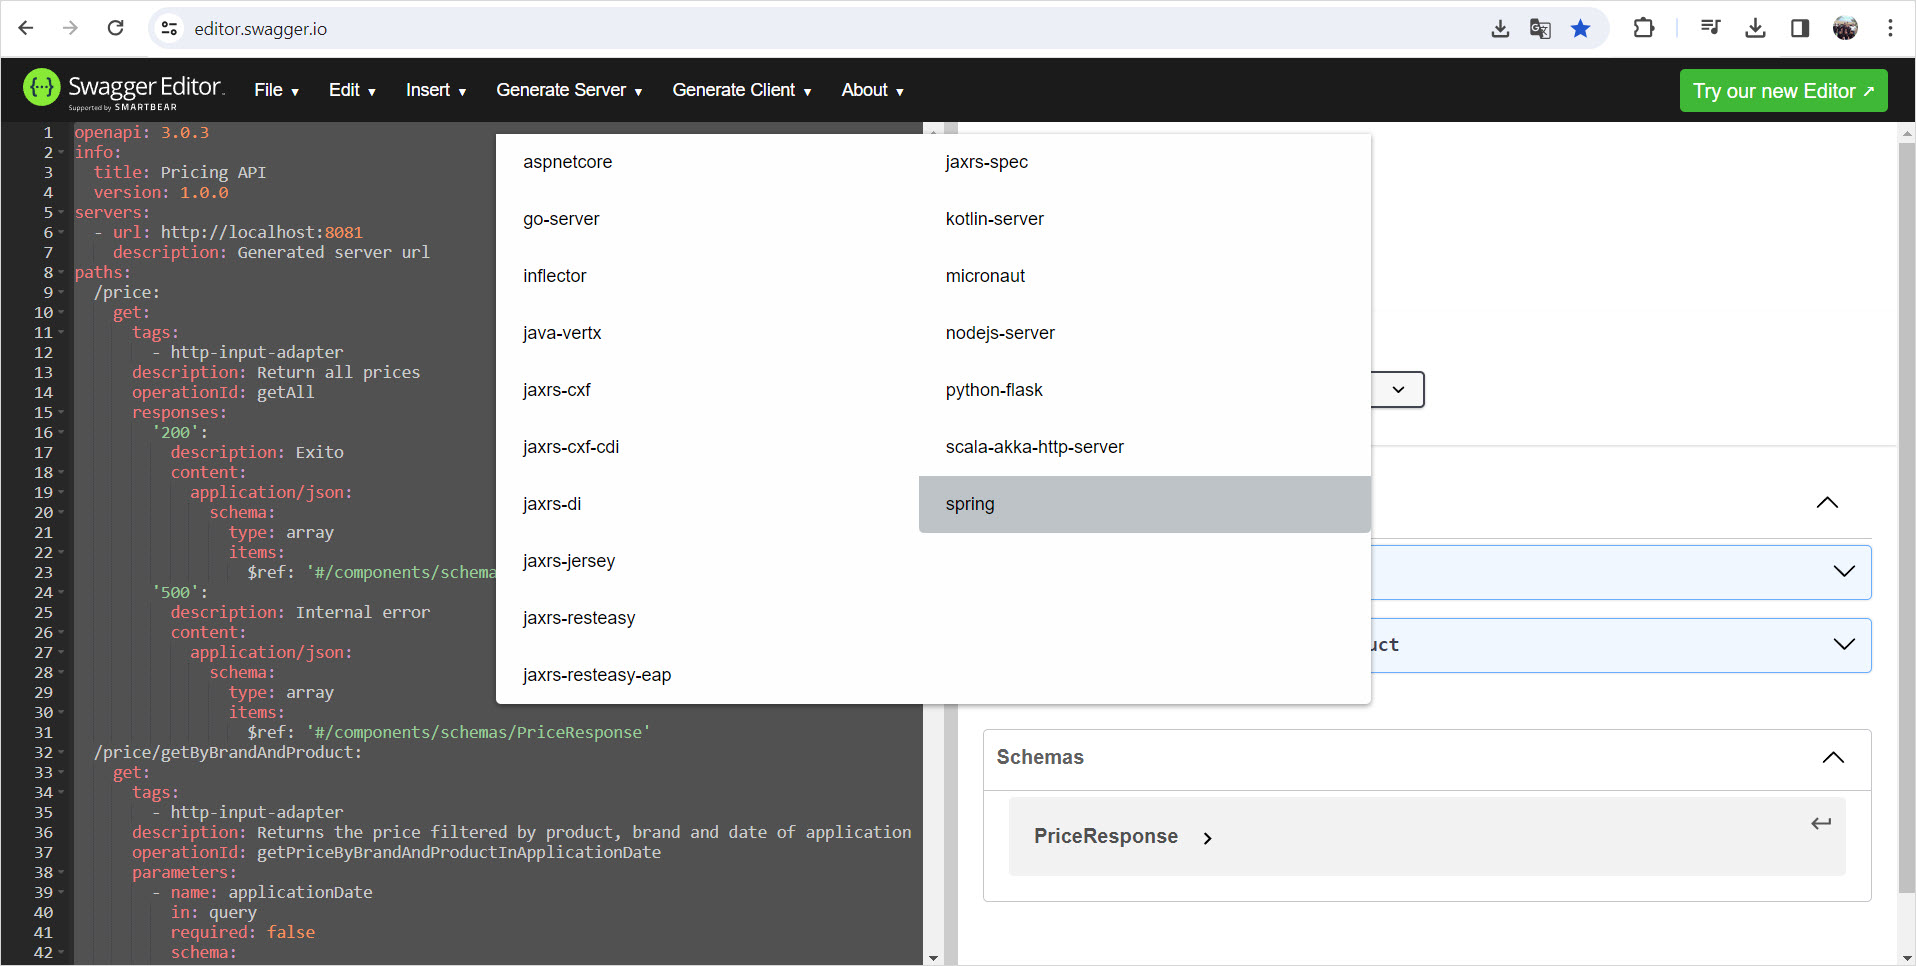 editor.swagger.io
Swagger Editor.
Supported by SMARTBEAR
File ▾ Edit ▾ Insert ▾ Generate Server ▾ Generate Client ▾ About ▾
Try our new Editor ↗
1 openapi: 3.0.3
2 info:
3 title: Pricing API
4 version: 1.0.0
5 servers:
6 - url: http://localhost:8081
7 description: Generated server url
8 paths:
9 /price:
10 get:
11 tags:
12 - http-input-adapter
13 description: Return all prices
14 operationId: getAll
15 responses:
16 '200':
17 description: Exito
18 content:
19 application/json:
20 schema:
21 type: array
22 items:
23 $ref: '#/components/schema
24 '500':
25 description: Internal error
26 content:
27 application/json:
28 schema:
29 type: array
30 items:
31 $ref: '#/components/schemas/PriceResponse'
32 /price/getByBrandAndProduct:
33 get:
34 tags:
35 - http-input-adapter
36 description: Returns the price filtered by product, brand and date of application
37 operationId: getPriceByBrandAndProductInApplicationDate
38 parameters:
39 - name: applicationDate
40 in: query
41 required: false
42 schema:
aspnetcore
go-server
inflector
java-vertx
jaxrs-cxf
jaxrs-cxf-cdi
jaxrs-di
jaxrs-jersey
jaxrs-resteasy
jaxrs-resteasy-eap
jaxrs-spec
kotlin-server
micronaut
nodejs-server
python-flask
scala-akka-http-server
spring
uct
Schemas
PriceResponse